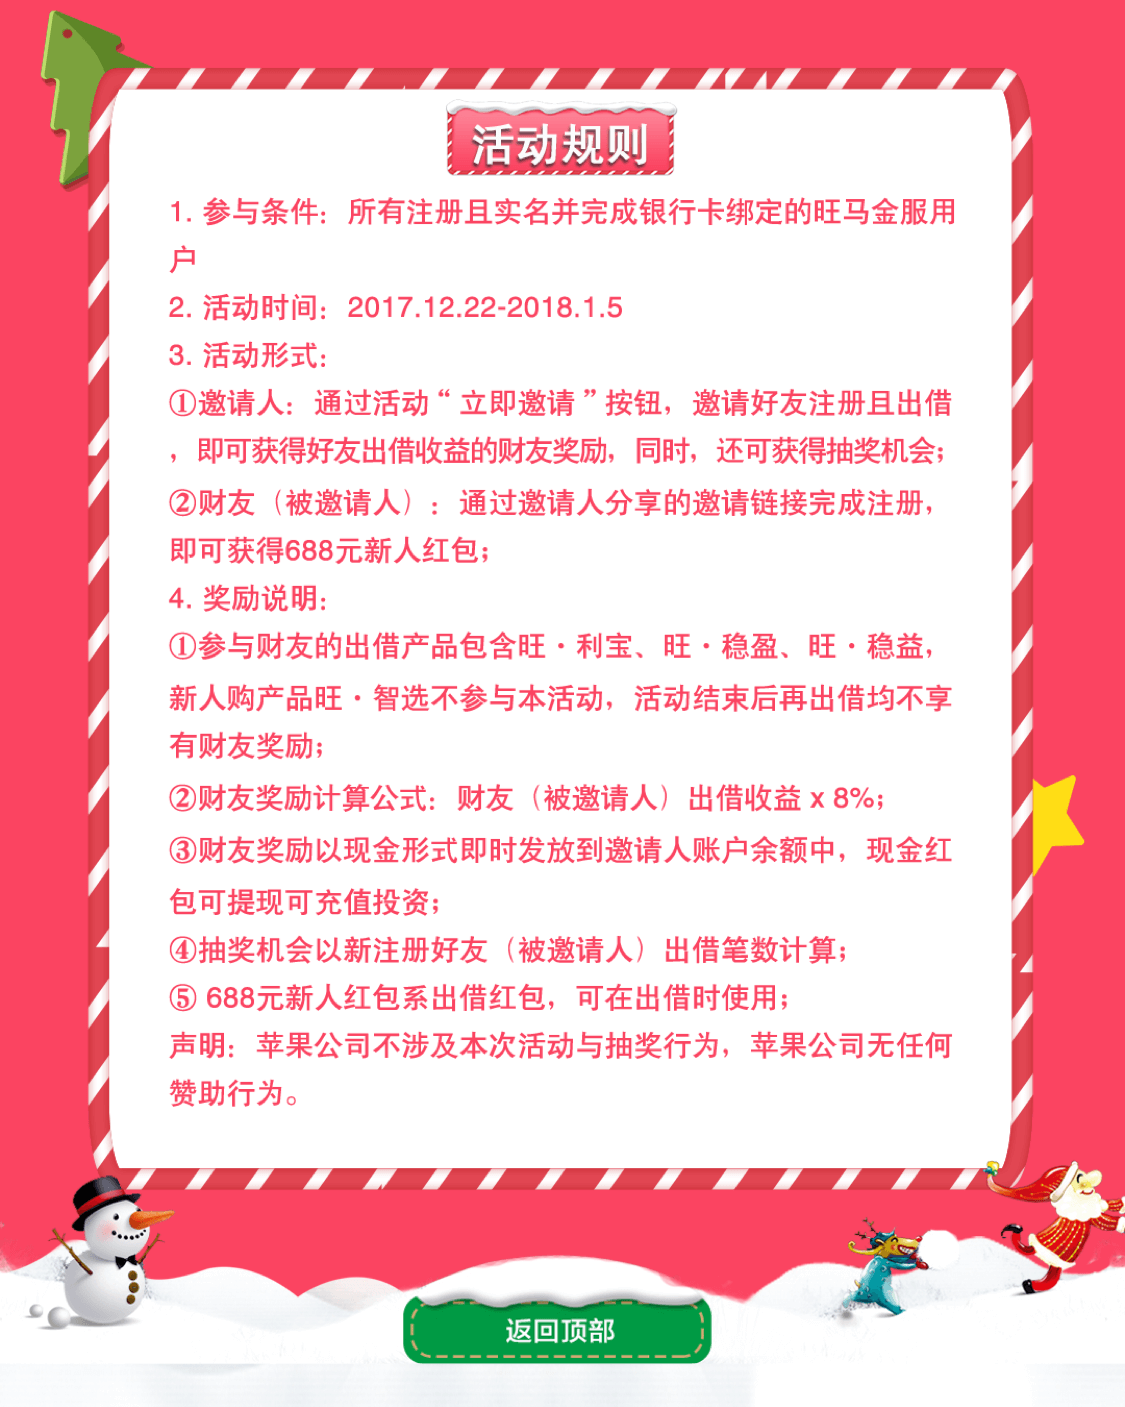 活动规则
1. 参与条件：所有注册且实名并完成银行卡绑定的旺马金服用
户
2. 活动时间：2017.12.22-2018.1.5
3. 活动形式：
①邀请人：通过活动“立即邀请”按钮，邀请好友注册且出借
，即可获得好友出借收益的财友奖励，同时，还可获得抽奖机会；
②财友（被邀请人）：通过邀请人分享的邀请链接完成注册，
即可获得688元新人红包；
4. 奖励说明：
①参与财友的出借产品包含旺·利宝、旺·稳盈、旺·稳益，
新人购产品旺·智选不参与本活动，活动结束后再出借均不享
有财友奖励；
②财友奖励计算公式：财友（被邀请人）出借收益 x 8%；
③财友奖励以现金形式即时发放到邀请人账户余额中，现金红
包可提现可充值投资；
④抽奖机会以新注册好友（被邀请人）出借笔数计算；
⑤ 688元新人红包系出借红包，可在出借时使用；
声明：苹果公司不涉及本次活动与抽奖行为，苹果公司无任何
赞助行为。
返回顶部